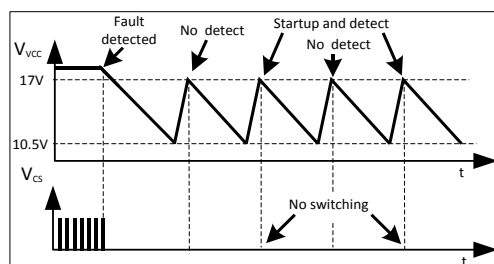 Fault
detected
No detect
Startup and detect
No detect
VVCC
17V
10.5V
t
VCS
No switching
t